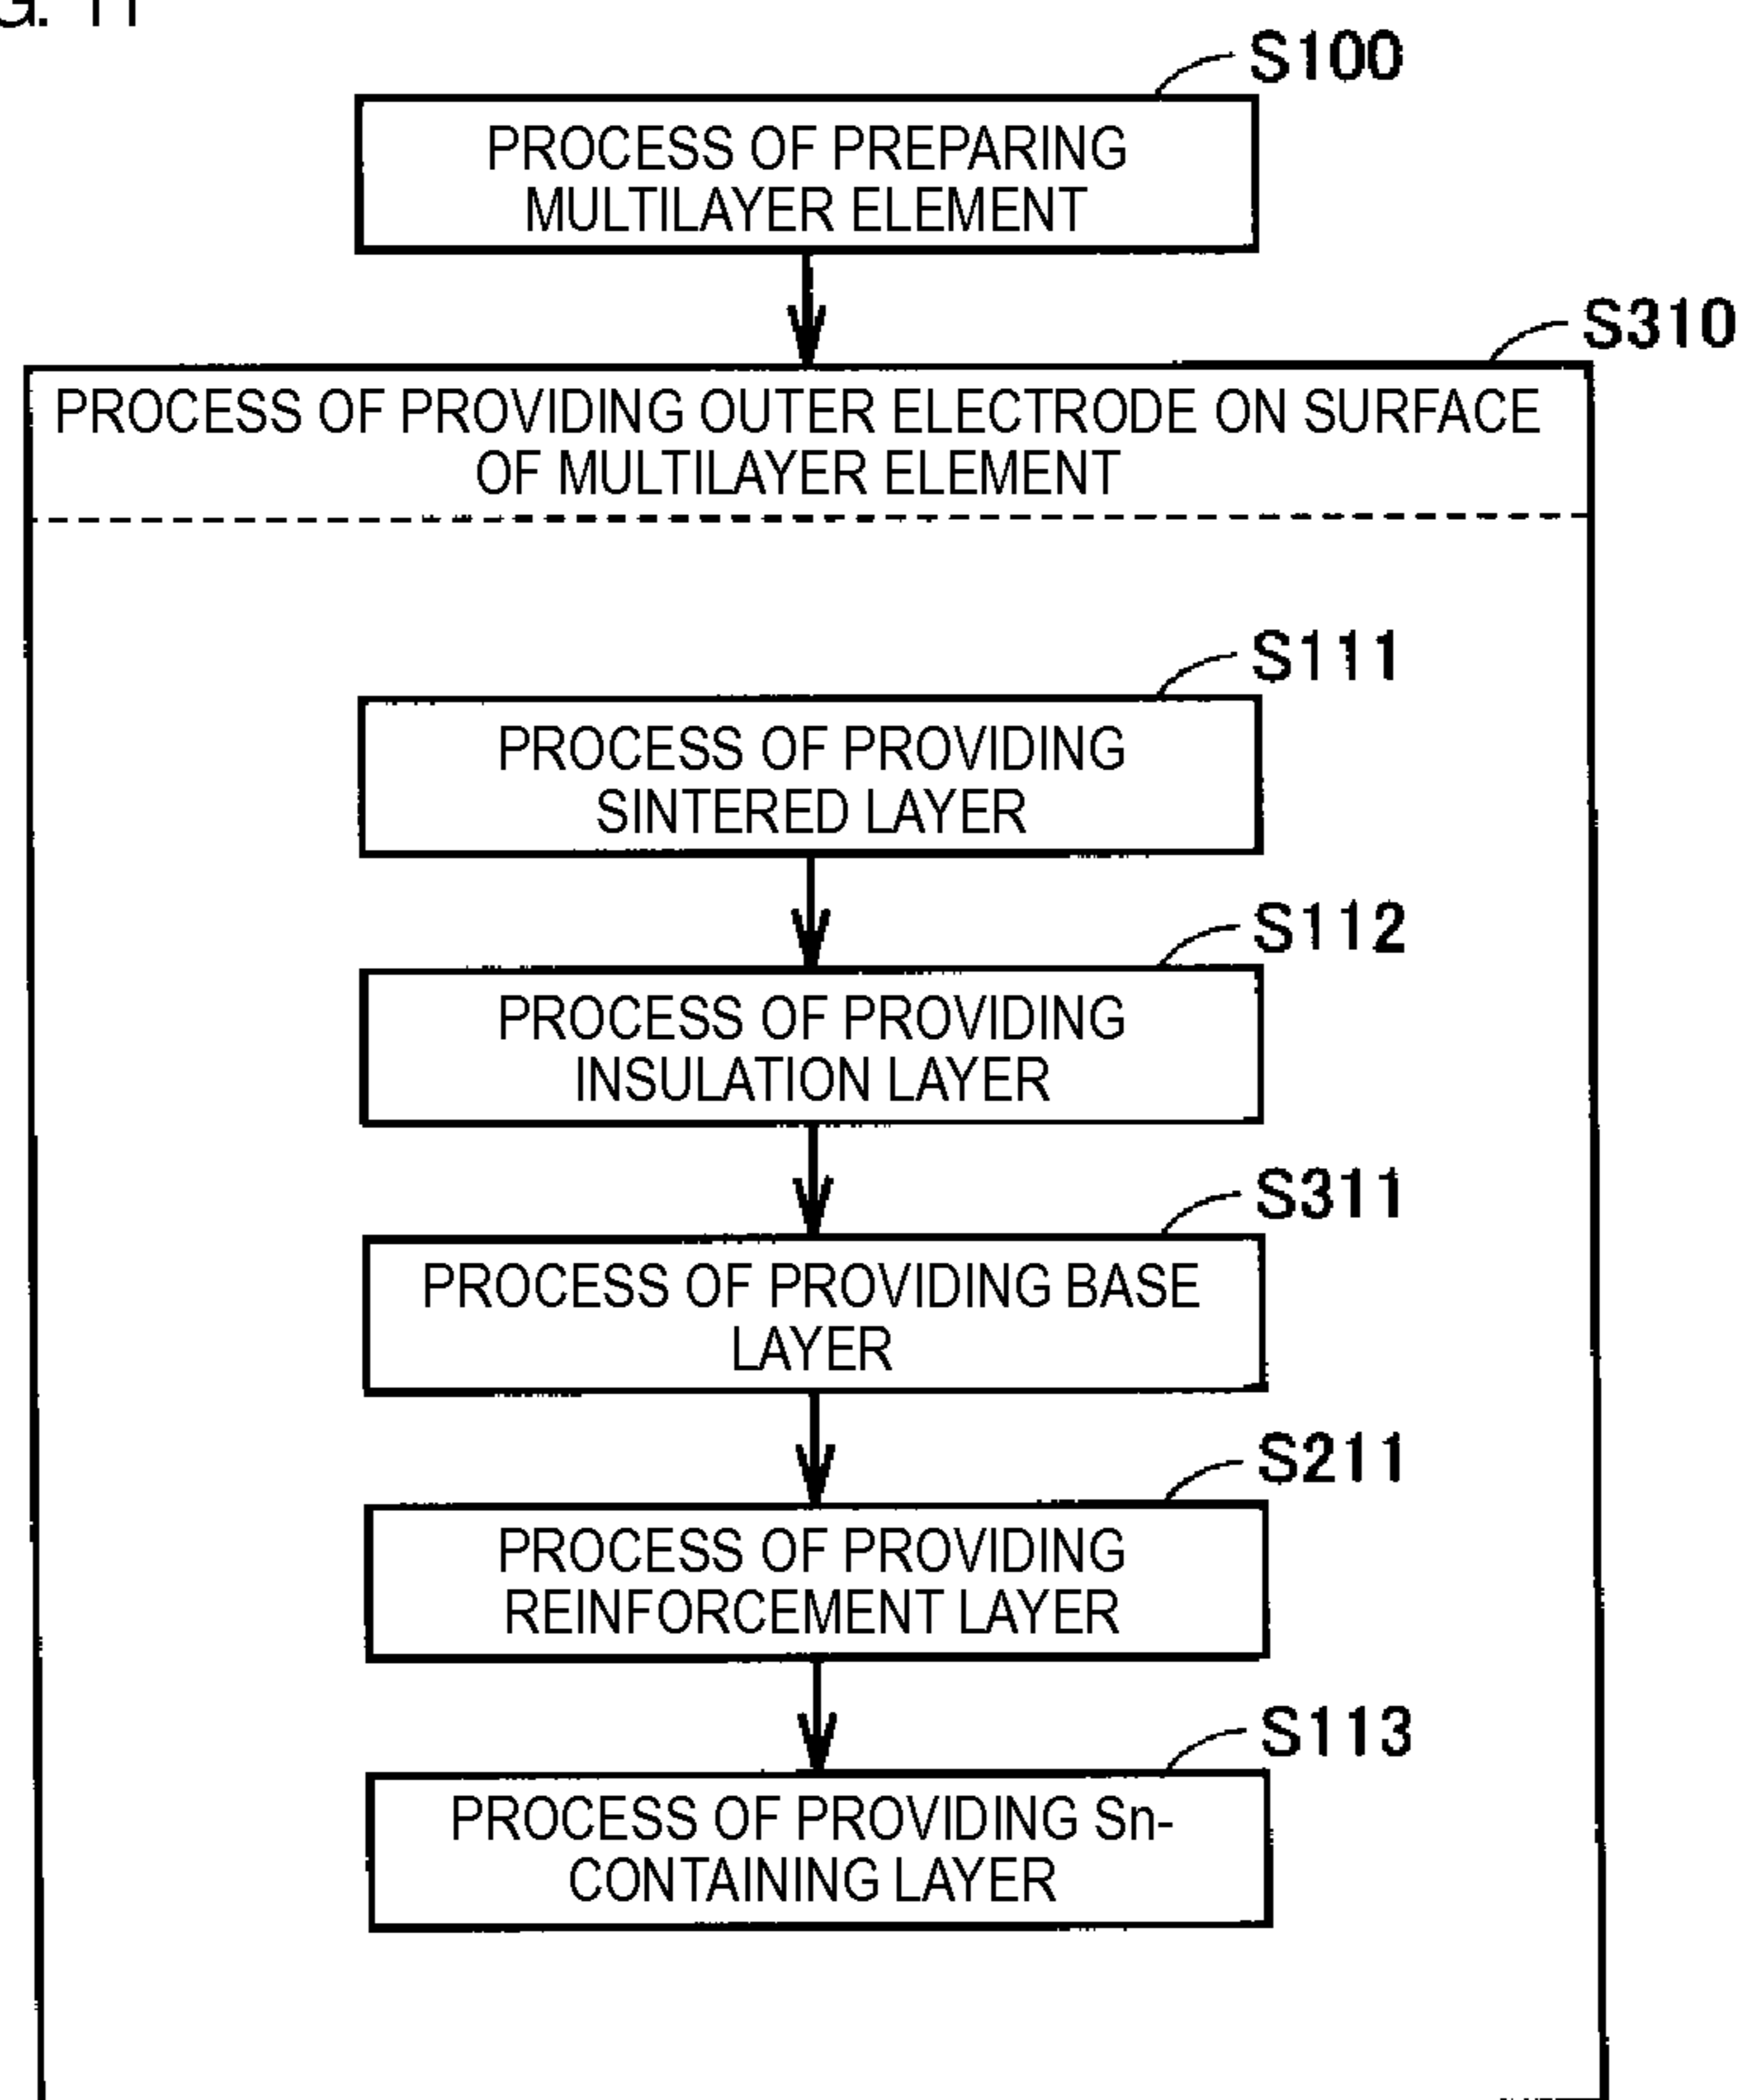 G. 11
S100
PROCESS OF PREPARING
MULTILAYER ELEMENT
S310
PROCESS OF PROVIDING OUTER ELECTRODE ON SURFACE
OF MULTILAYER ELEMENT
S111
PROCESS OF PROVIDING
SINTERED LAYER
S112
PROCESS OF PROVIDING
INSULATION LAYER
S311
PROCESS OF PROVIDING BASE
LAYER
S211
PROCESS OF PROVIDING
REINFORCEMENT LAYER
S113
PROCESS OF PROVIDING Sn-
CONTAINING LAYER